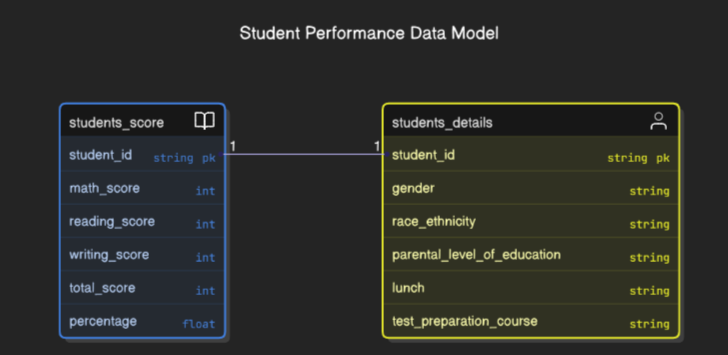 Student Performance Data Model
students_score
student_id string pk
math_score int
reading_score int
writing_score int
total_score int
percentage float
1 1
students_details
student_id string pk
gender string
race_ethnicity string
parental_level_of_education string
lunch string
test_preparation_course string